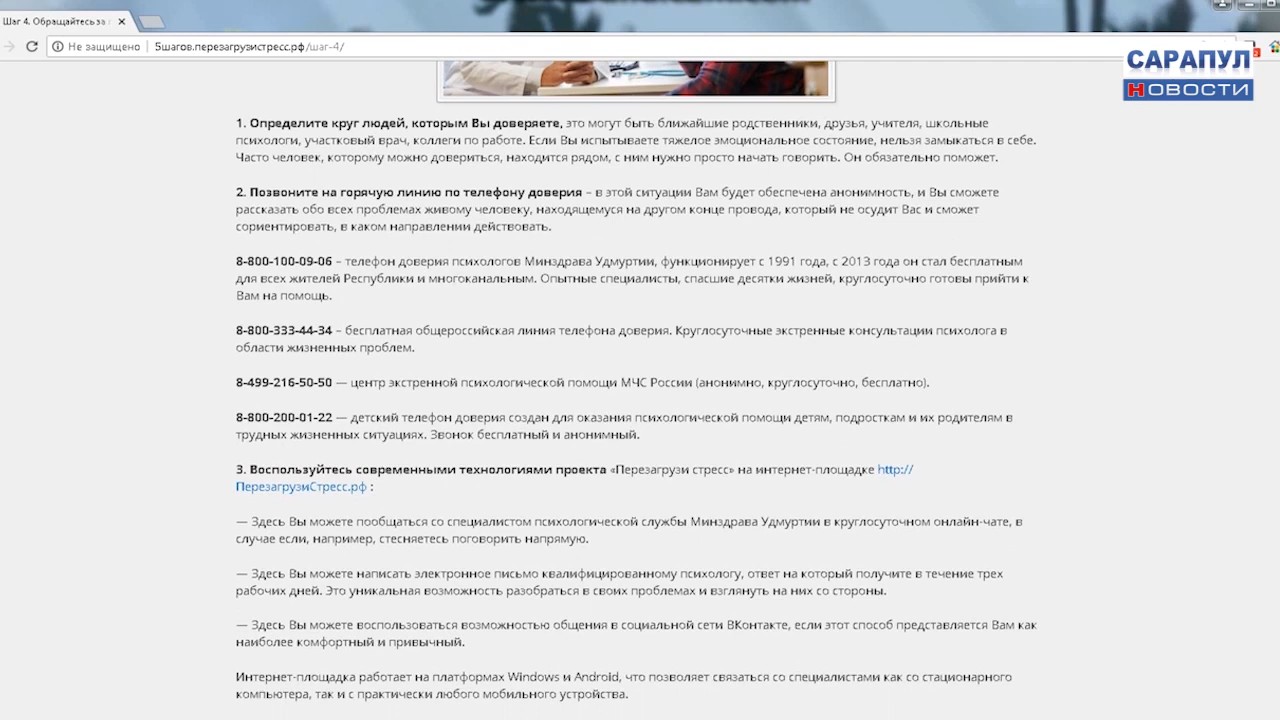 Шаг 4. Обращайтесь за
САРАПУЛ
НОВОСТИ
Не защищено
5шагов.перезагрузистресс.рф/шаг-4/
1. Определите круг людей, которым Вы доверяете, это могут быть ближайшие родственники, друзья, учителя, школьные
психологи, участковый врач, коллеги по работе. Если Вы испытываете тяжелое эмоциональное состояние, нельзя замыкаться в себе.
Часто человек, которому можно довериться, находится рядом, с ним нужно просто начать говорить. Он обязательно поможет.
2. Позвоните на горячую линию по телефону доверия – в этой ситуации Вам будет обеспечена анонимность, и Вы сможете
рассказать обо всех проблемах живому человеку, находящемуся на другом конце провода, который не осудит Вас и сможет
сориентировать, в каком направлении действовать.
8-800-100-09-06 – телефон доверия психологов Минздрава Удмуртии, функционирует с 1991 года, с 2013 года он стал бесплатным
для всех жителей Республики и многоканальным. Опытные специалисты, спасшие десятки жизней, круглосуточно готовы прийти к
Вам на помощь.
8-800-333-44-34 – бесплатная общероссийская линия телефона доверия. Круглосуточные экстренные консультации психолога в
области жизненных проблем.
8-499-216-50-50 — центр экстренной психологической помощи МЧС России (анонимно, круглосуточно, бесплатно).
8-800-200-01-22 — детский телефон доверия создан для оказания психологической помощи детям, подросткам и их родителям в
трудных жизненных ситуациях. Звонок бесплатный и анонимный.
3. Воспользуйтесь современными технологиями проекта «Перезагрузи стресс» на интернет-площадке http://
ПерезагрузиСтресс.рф :
— Здесь Вы можете пообщаться со специалистом психологической службы Минздрава Удмуртии в круглосуточном онлайн-чате, в
случае если, например, стесняетесь поговорить напрямую.
— Здесь Вы можете написать электронное письмо квалифицированному психологу, ответ на который получите в течение трех
рабочих дней. Это уникальная возможность разобраться в своих проблемах и взглянуть на них со стороны.
— Здесь Вы можете воспользоваться возможностью общения в социальной сети ВКонтакте, если этот способ представляется Вам как
наиболее комфортный и привычный.
Интернет-площадка работает на платформах Windows и Android, что позволяет связаться со специалистами как со стационарного
компьютера, так и с практически любого мобильного устройства.